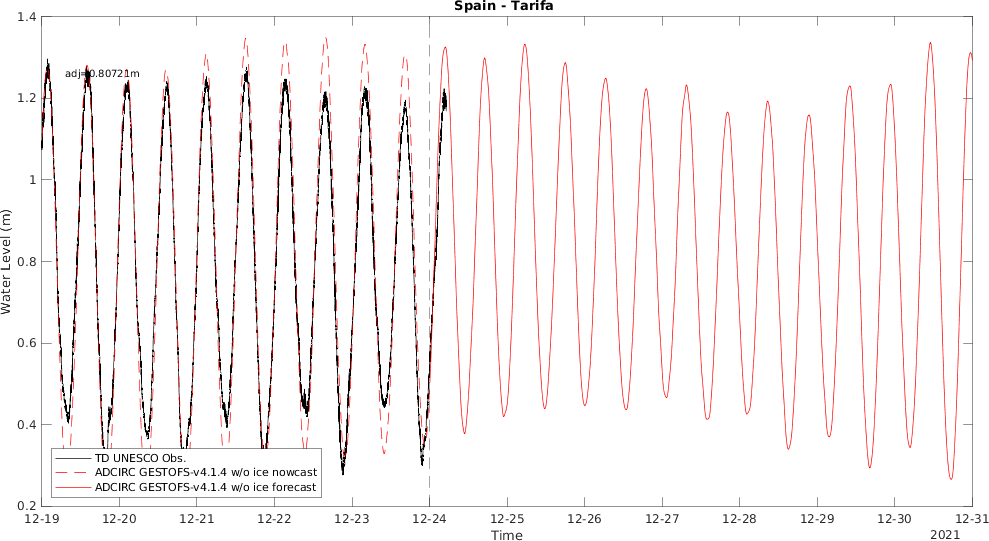 Spain - Tarifa
1.4
1.2
1
0.8
0.6
0.4
0.2
Water Level (m)
adj=0.80721m
TD UNESCO Obs.
ADCIRC GESTOFS-v4.1.4 w/o ice nowcast
ADCIRC GESTOFS-v4.1.4 w/o ice forecast
12-19 12-20 12-21 12-22 12-23 12-24 12-25 12-26 12-27 12-28 12-29 12-30 12-31
Time
2021